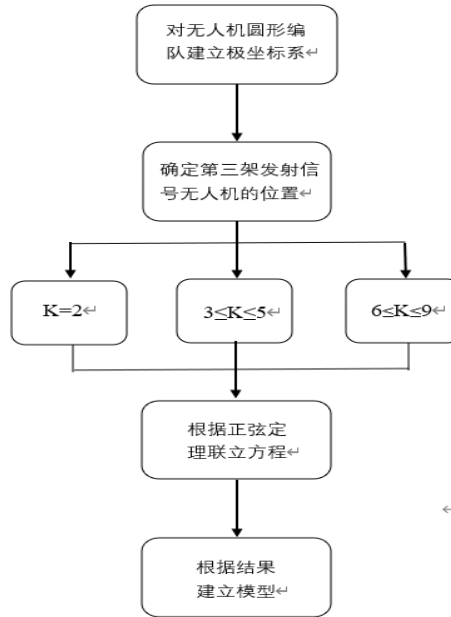 对无人机圆形编
队建立极坐标系↵
确定第三架发射信
号无人机的位置↵
K=2↵
3≤K≤5↵
6≤K≤9↵
根据正弦定
理联立方程↵
↵
根据结果
建立模型↵